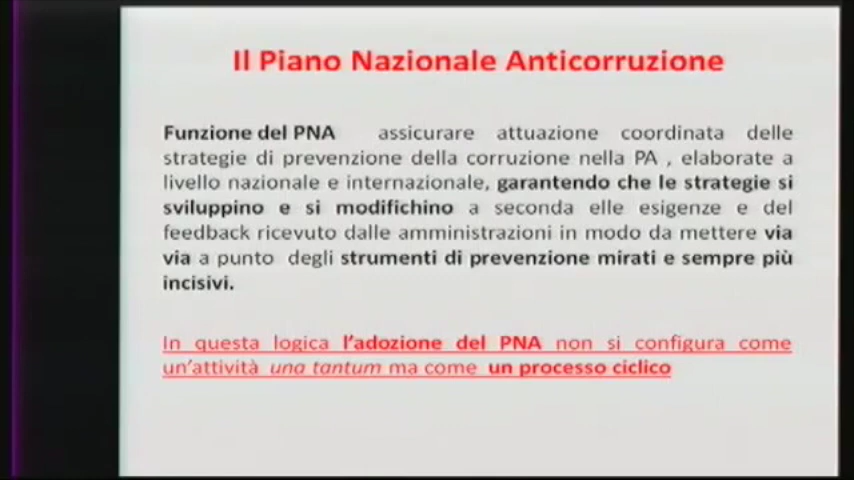 Il Piano Nazionale Anticorruzione
Funzione del PNA assicurare attuazione coordinata delle
strategie di prevenzione della corruzione nella PA , elaborate a
livello nazionale e internazionale, garantendo che le strategie si
sviluppino e si modifichino a seconda elle esigenze e del
feedback ricevuto dalle amministrazioni in modo da mettere via
via a punto degli strumenti di prevenzione mirati e sempre più
incisivi.
In questa logica l'adozione del PNA non si configura come
un'attività una tantum ma come un processo ciclico